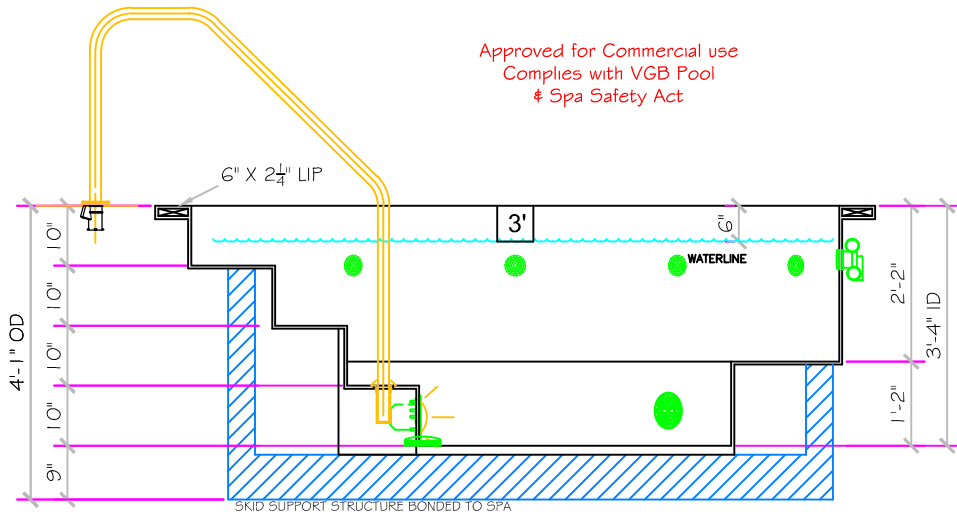 Approved for Commercial use
Complies with VGB Pool
& Spa Safety Act
6" X 2 1/4" LIP
3'
6"
WATERLINE
10"
10"
10"
10"
9"
4'-1" OD
2'-2"
1'-2"
3'-4" ID
SKID SUPPORT STRUCTURE BONDED TO SPA